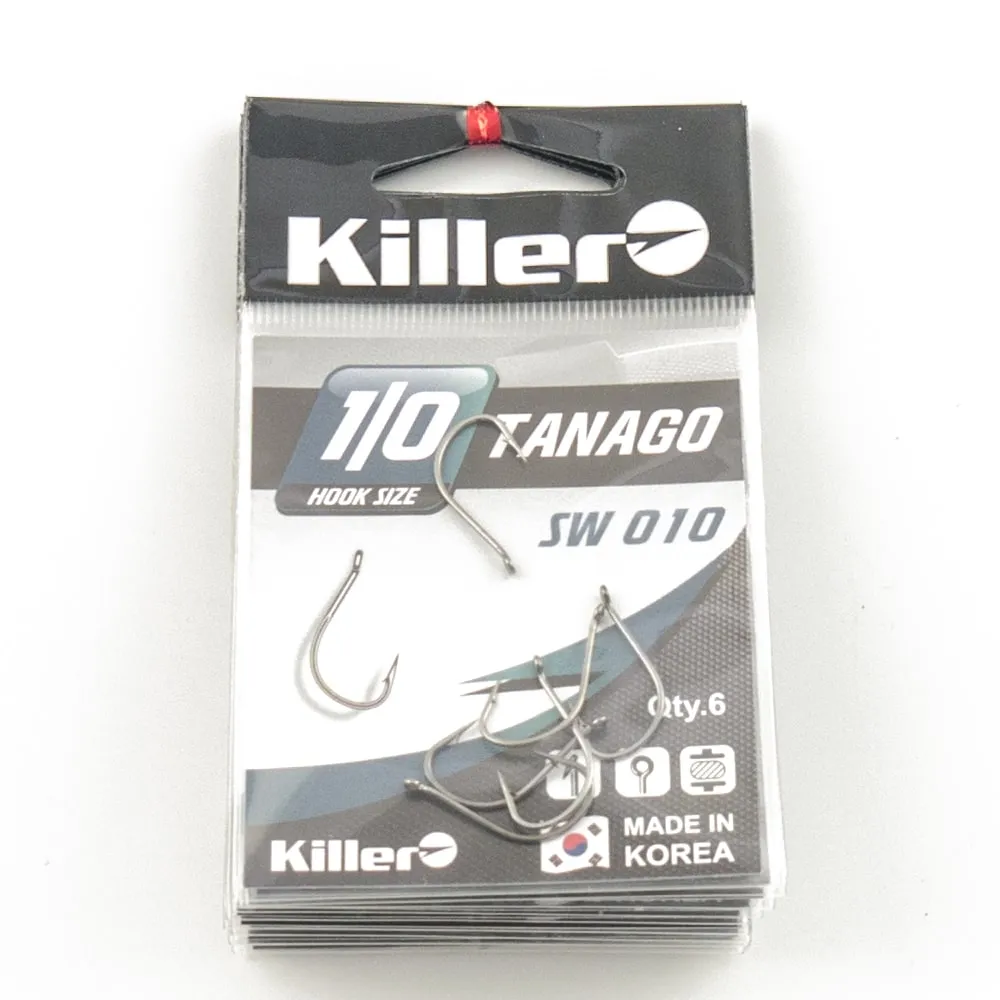 Killer
1/0
HOOK SIZE
TANAGO
SW 010
Qty.6
MADE IN
KOREA
Killer